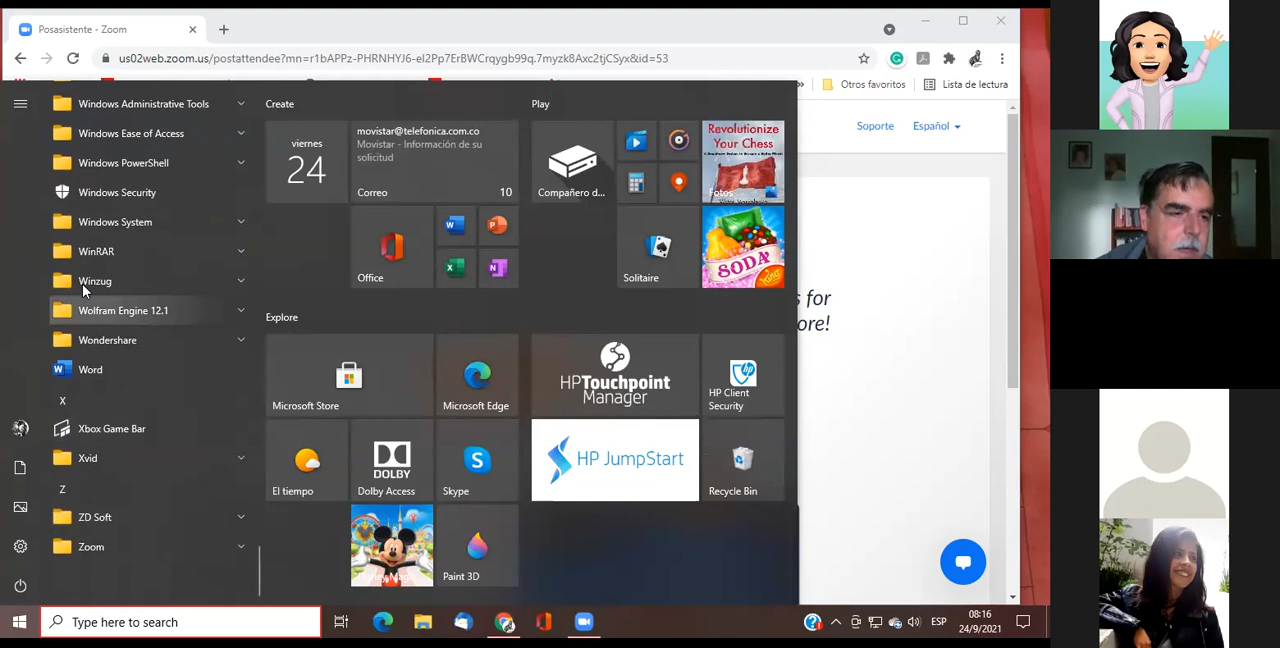 Posasistente - Zoom
us02web.zoom.us/postattendee?mn=r1bAPPz-PHRNHYJ6-eI2Pp7ErBWCrqygb99q.7myzk8Axc2tjCSyx&id=53
Otros favoritos
Lista de lectura
Soporte
Español
s for
ore!
Windows Administrative Tools
Windows Ease of Access
Windows PowerShell
Windows Security
Windows System
WinRAR
Winzug
Wolfram Engine 12.1
Wondershare
Word
X
Xbox Game Bar
Xvid
Z
ZD Soft
Zoom
Create
viernes
24
movistar@telefonica.com.co
Movistar - Información de su
solicitud
Correo 10
Office
Play
Compañero d...
Revolutionize
Your Chess
Fotos
Solitaire
SODA
King
Explore
Microsoft Store
Microsoft Edge
HP Touchpoint
Manager
HP Client
Security
El tiempo
DOLBY
Dolby Access
Skype
HP JumpStart
Recycle Bin
Paint 3D
Type here to search
ESP
08:16
24/9/2021